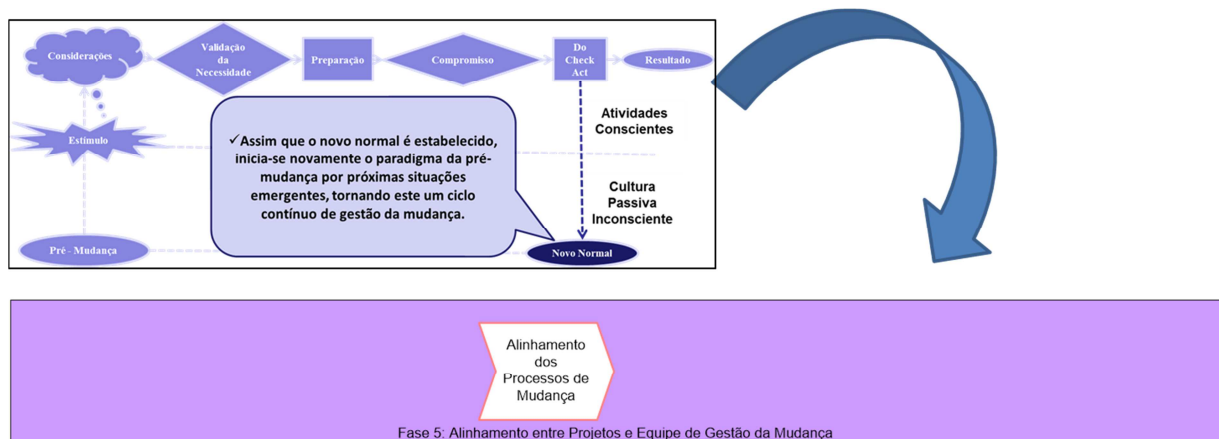 Considerações
Validação
da
Necessidade
Preparação
Compromisso
Do
Check
Act
Resultado
Estímulo
✓Assim que o novo normal é estabelecido,
inicia-se novamente o paradigma da pré-
mudança por próximas situações
emergentes, tornando este um ciclo
contínuo de gestão da mudança.
Atividades
Conscientes
Cultura
Passiva
Inconsciente
Pré - Mudança
Novo Normal
Alinhamento
dos
Processos de
Mudança
Fase 5: Alinhamento entre Projetos e Equipe de Gestão da Mudança